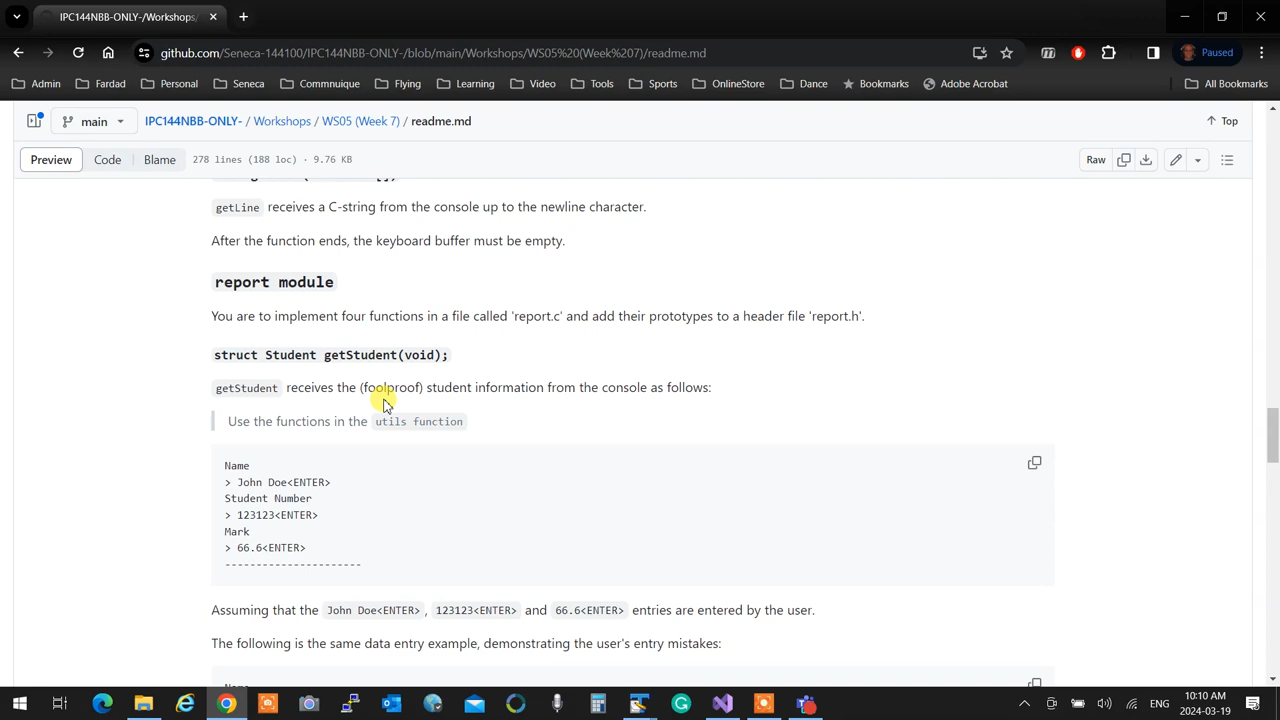 IPC144NBB-ONLY-/Workshops/
github.com/Seneca-144100/IPC144NBB-ONLY-/blob/main/Workshops/WS05%20(Week%207)/readme.md
Paused
Admin Fardad Personal Seneca Commnuique Flying Learning Video Tools Sports OnlineStore Dance Bookmarks Adobe Acrobat All Bookmarks
main IPC144NBB-ONLY- / Workshops / WS05 (Week 7) / readme.md Top
Preview Code Blame 278 lines (188 loc) · 9.76 KB Raw
getLine receives a C-string from the console up to the newline character.
After the function ends, the keyboard buffer must be empty.
report module
You are to implement four functions in a file called 'report.c' and add their prototypes to a header file 'report.h'.
struct Student getStudent(void);
getStudent receives the (foolproof) student information from the console as follows:
Use the functions in the utils function
Name
> John Doe<ENTER>
Student Number
> 123123<ENTER>
Mark
> 66.6<ENTER>
----------------------
Assuming that the John Doe<ENTER>, 123123<ENTER> and 66.6<ENTER> entries are entered by the user.
The following is the same data entry example, demonstrating the user's entry mistakes:
Name
10:10 AM
ENG
2024-03-19